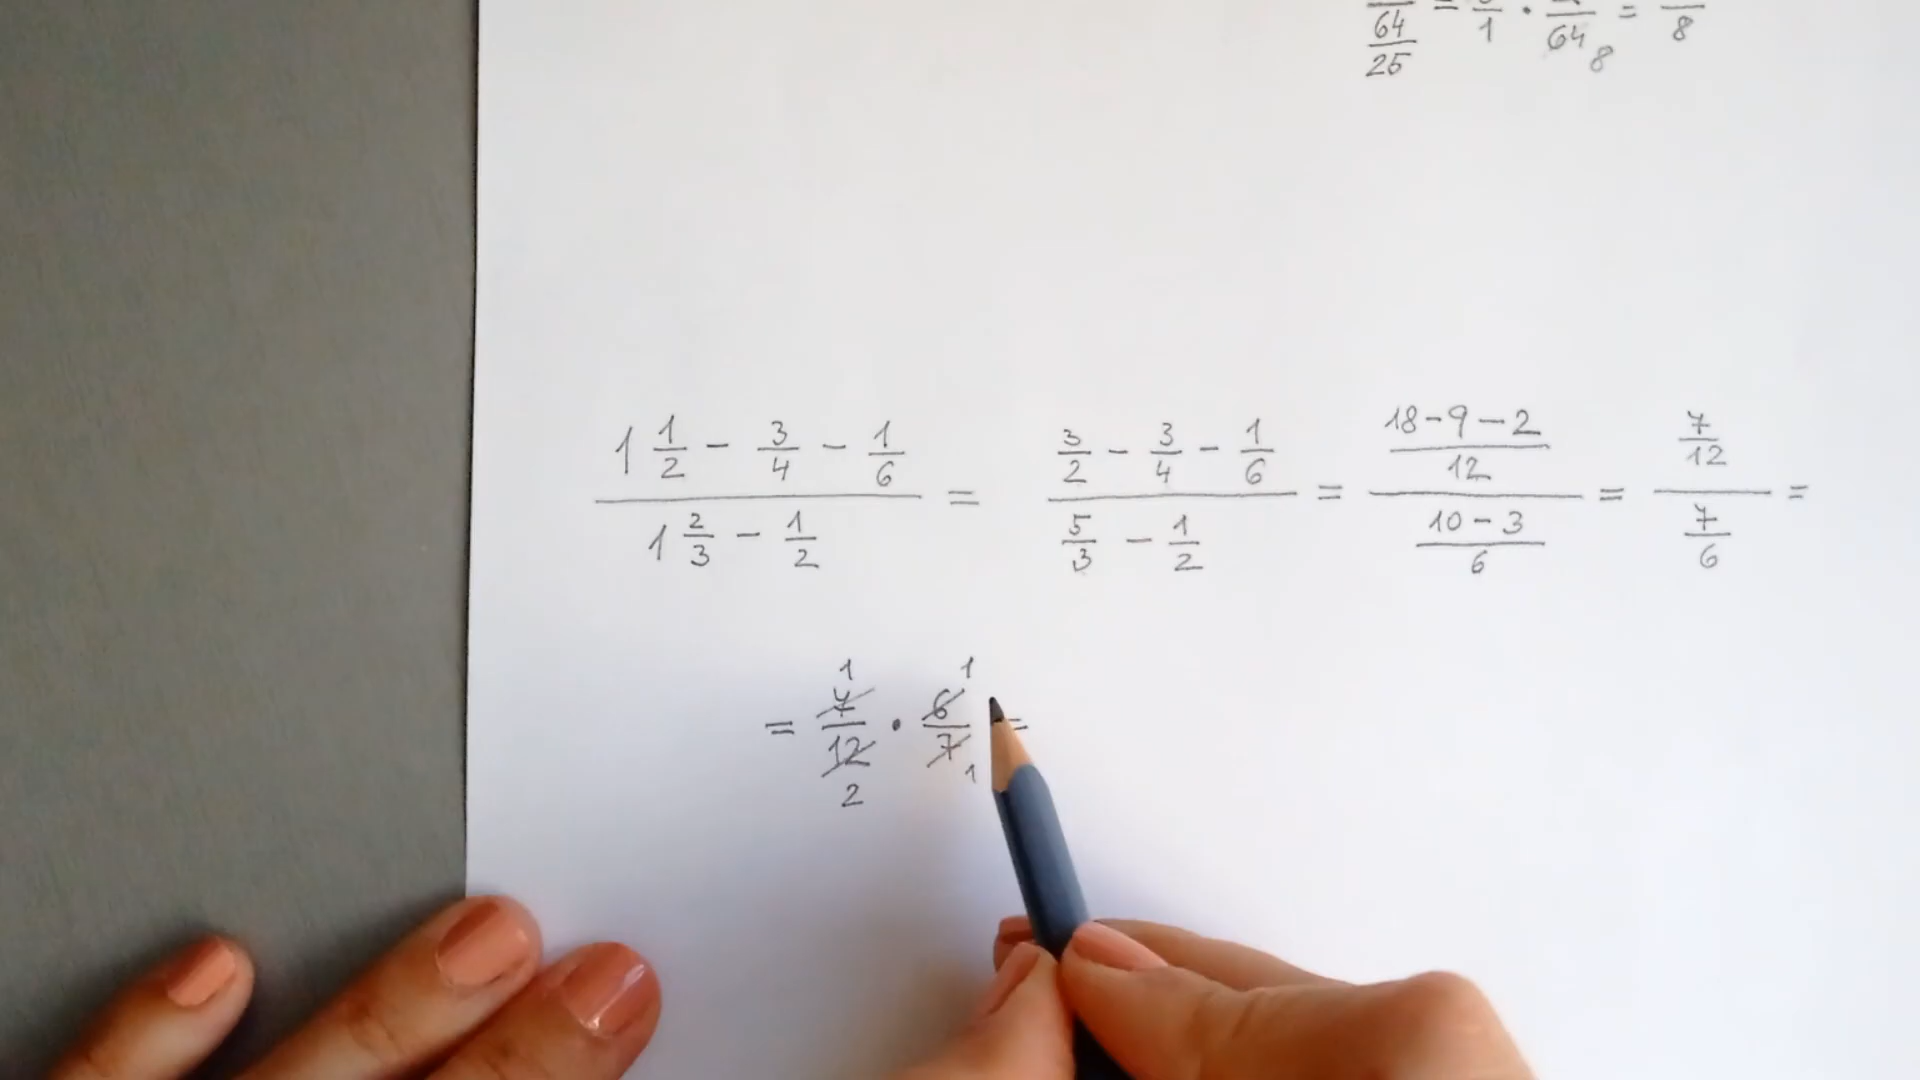 64/25 = /1 · /64 8 = /8
(1 1/2 - 3/4 - 1/6)/(1 2/3 - 1/2) = (3/2 - 3/4 - 1/6)/(5/3 - 1/2) = ((18-9-2)/12)/((10-3)/6) = (7/12)/(7/6) =
= 7/12 · 6/7 =
1 1
2 1